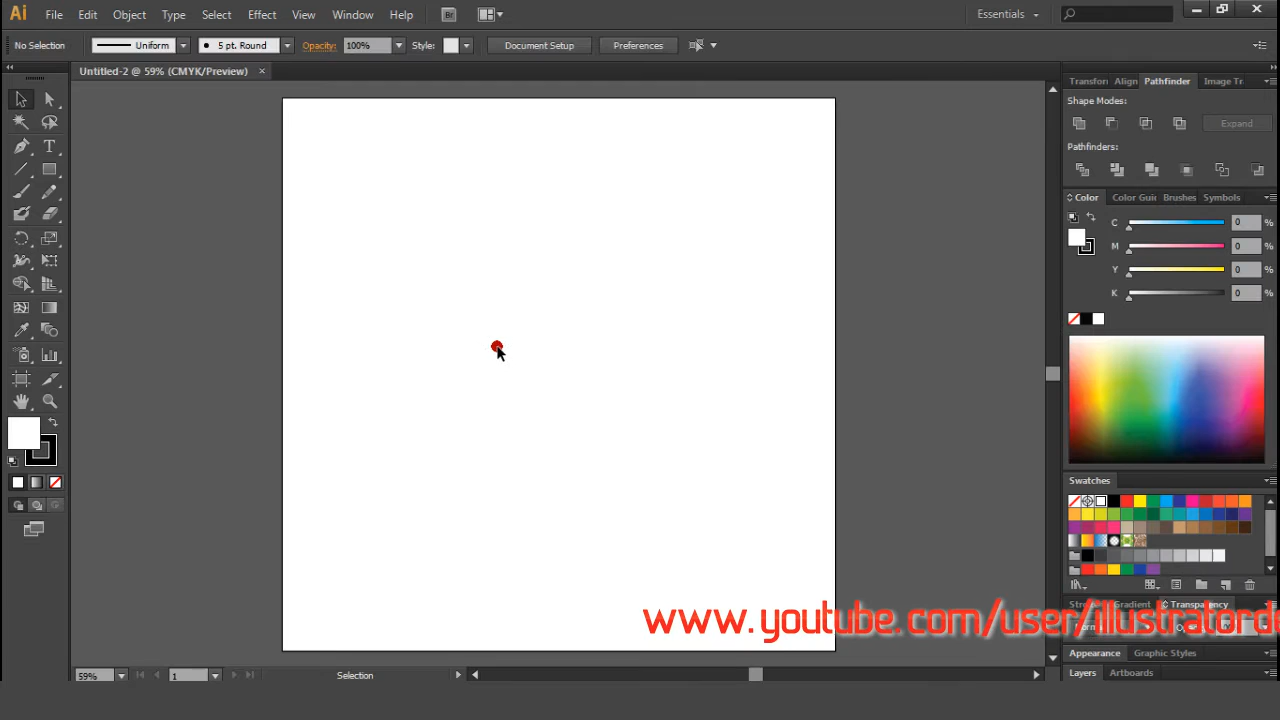 Ai File Edit Object Type Select Effect View Window Help Br Essentials
No Selection Uniform 5 pt. Round Opacity: 100% Style: Document Setup Preferences
Untitled-2 @ 59% (CMYK/Preview) ×
Transforn Align Pathfinder Image Tr
Shape Modes:
Expand
Pathfinders:
Color Color Gui Brushes Symbols
C 0 %
M 0 %
Y 0 %
K 0 %
Swatches
Gradient Transparency
www.youtube.com/user/illustratorde
Appearance Graphic Styles
Layers Artboards
59% 1 Selection